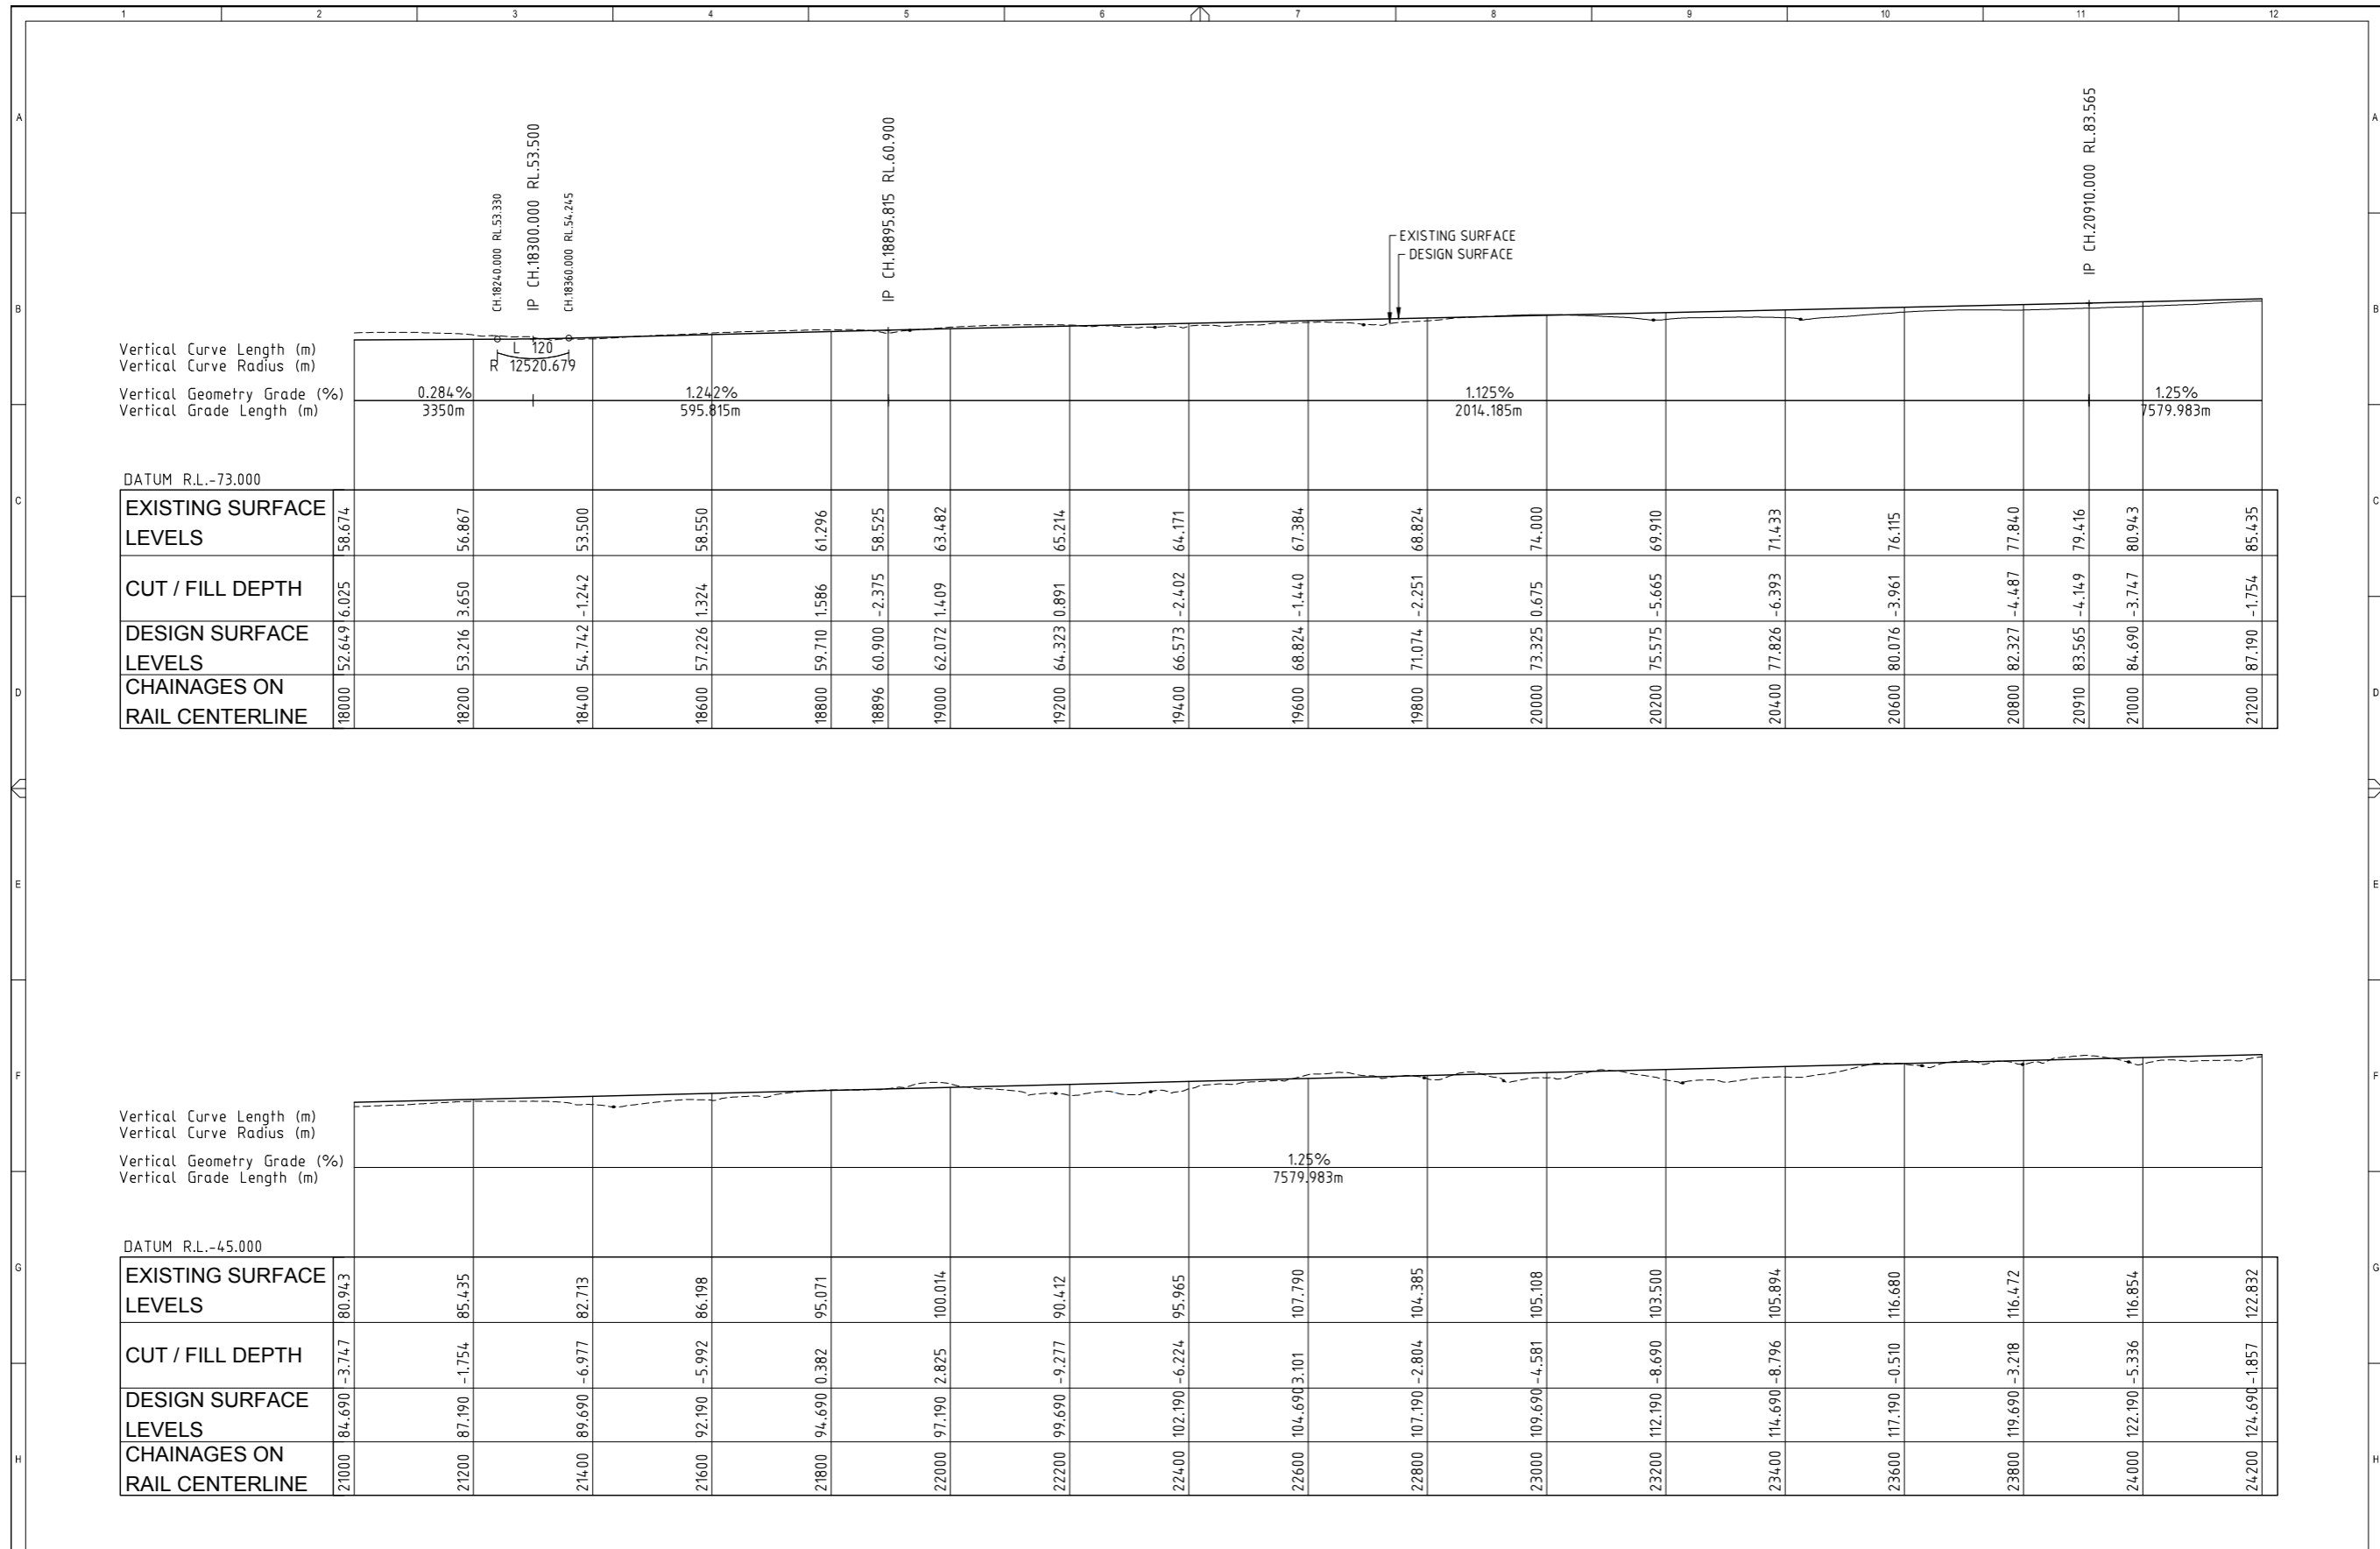 1 2 3 4 5 6 7 8 9 10 11 12
A A
CH.18240.000 RL.53.330
IP CH.18300.000 RL.53.500
CH.18360.000 RL.54.245
IP CH.18895.815 RL.60.900
IP CH.20910.000 RL.83.565
EXISTING SURFACE
DESIGN SURFACE
B B
Vertical Curve Length (m) L 120
Vertical Curve Radius (m) R 12520.679
Vertical Geometry Grade (%) 0.284% 1.242% 1.125% 1.25%
Vertical Grade Length (m) 3350m 595.815m 2014.185m 7579.983m
DATUM R.L.-73.000
C C
EXISTING SURFACE
LEVELS
58.674 56.867 53.500 58.550 61.296 58.525 63.482 65.214 64.171 67.384 68.824 74.000 69.910 71.433 76.115 77.840 79.416 80.943 85.435
CUT / FILL DEPTH
6.025 3.650 -1.242 1.324 1.586 -2.375 1.409 0.891 -2.402 -1.440 -2.251 0.675 -5.665 -6.393 -3.961 -4.487 -4.149 -3.747 -1.754
DESIGN SURFACE
LEVELS
52.649 53.216 54.742 57.226 59.710 60.900 62.072 64.323 66.573 68.824 71.074 73.325 75.575 77.826 80.076 82.327 83.565 84.690 87.190
D D
CHAINAGES ON
RAIL CENTERLINE
18000 18200 18400 18600 18800 18896 19000 19200 19400 19600 19800 20000 20200 20400 20600 20800 20910 21000 21200
E E
F F
Vertical Curve Length (m)
Vertical Curve Radius (m)
Vertical Geometry Grade (%) 1.25%
Vertical Grade Length (m) 7579.983m
DATUM R.L.-45.000
G G
EXISTING SURFACE
LEVELS
80.943 85.435 82.713 86.198 95.071 100.014 90.412 95.965 107.790 104.385 105.108 103.500 105.894 116.680 116.472 116.854 122.832
CUT / FILL DEPTH
-3.747 -1.754 -6.977 -5.992 0.382 2.825 -9.277 -6.224 3.101 -2.804 -4.581 -8.690 -8.796 -0.510 -3.218 -5.336 -1.857
DESIGN SURFACE
LEVELS
84.690 87.190 89.690 92.190 94.690 97.190 99.690 102.190 104.690 107.190 109.690 112.190 114.690 117.190 119.690 122.190 124.690
H H
CHAINAGES ON
RAIL CENTERLINE
21000 21200 21400 21600 21800 22000 22200 22400 22600 22800 23000 23200 23400 23600 23800 24000 24200